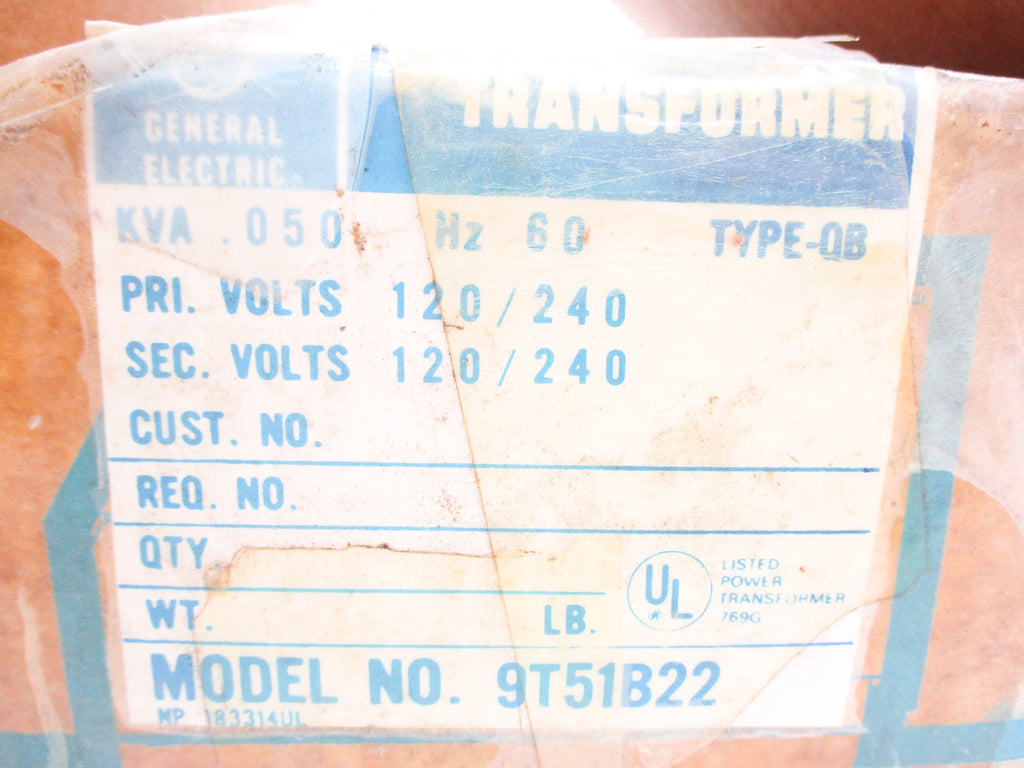 GENERAL
ELECTRIC
TRANSFORMER
KVA .050 Hz 60 TYPE-QB
PRI. VOLTS 120/240
SEC. VOLTS 120/240
CUST. NO.
REQ. NO.
QTY.
WT. LB.
UL
LISTED
POWER
TRANSFORMER
769G
MODEL NO. 9T51B22
MP 183314UL